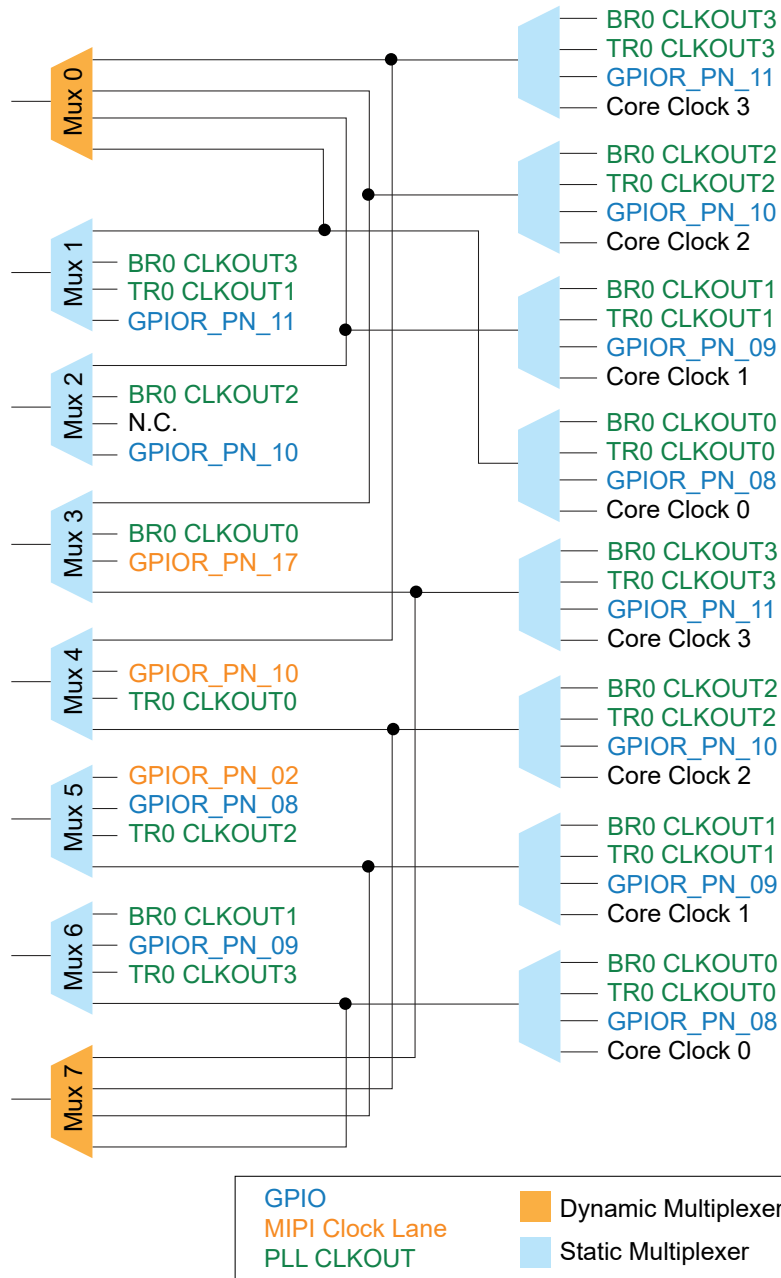 Mux 0
Mux 1
BR0 CLKOUT3
TR0 CLKOUT1
GPIOR_PN_11
Mux 2
BR0 CLKOUT2
N.C.
GPIOR_PN_10
Mux 3
BR0 CLKOUT0
GPIOR_PN_17
Mux 4
GPIOR_PN_10
TR0 CLKOUT0
Mux 5
GPIOR_PN_02
GPIOR_PN_08
TR0 CLKOUT2
Mux 6
BR0 CLKOUT1
GPIOR_PN_09
TR0 CLKOUT3
Mux 7
BR0 CLKOUT3
TR0 CLKOUT3
GPIOR_PN_11
Core Clock 3
BR0 CLKOUT2
TR0 CLKOUT2
GPIOR_PN_10
Core Clock 2
BR0 CLKOUT1
TR0 CLKOUT1
GPIOR_PN_09
Core Clock 1
BR0 CLKOUT0
TR0 CLKOUT0
GPIOR_PN_08
Core Clock 0
BR0 CLKOUT3
TR0 CLKOUT3
GPIOR_PN_11
Core Clock 3
BR0 CLKOUT2
TR0 CLKOUT2
GPIOR_PN_10
Core Clock 2
BR0 CLKOUT1
TR0 CLKOUT1
GPIOR_PN_09
Core Clock 1
BR0 CLKOUT0
TR0 CLKOUT0
GPIOR_PN_08
Core Clock 0
GPIO
MIPI Clock Lane
PLL CLKOUT
Dynamic Multiplexer
Static Multiplexer